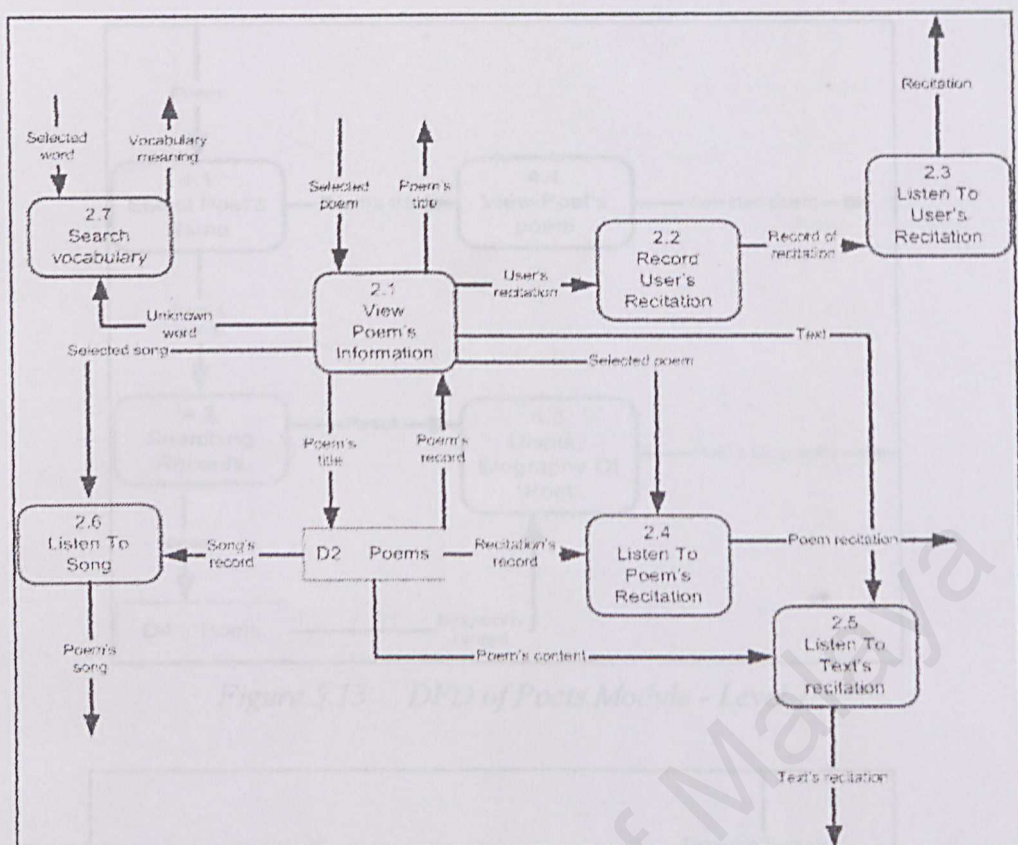 Recitation
Selected
word
Vocabulary
meaning
Selected
poem
Poem's
title
2.7
Search
vocabulary
2.3
Listen To
User's
Recitation
2.2
Record
User's
Recitation
Record of
recitation
User's
recitation
2.1
View
Poem's
Information
Unknown
word
Selected song
Text
Selected poem
Poem's
title
Poem's
record
2.6
Listen To
Song
Song's
record
D2 Poems
Recitation's
record
2.4
Listen To
Poem's
Recitation
Poem recitation
2.5
Listen To
Text's
recitation
Poem's
song
Poem's content
Figure 5.13 DFD of Poets Module - Level
Text's recitation
of Malaya